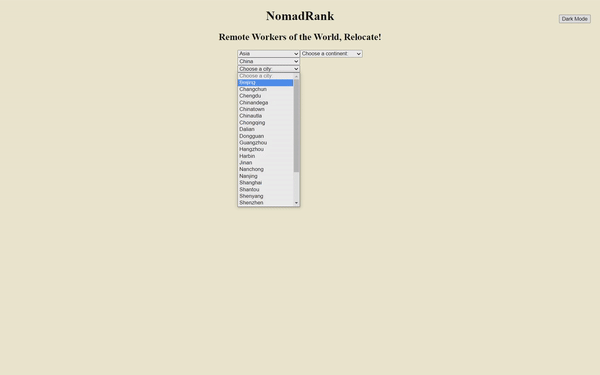 NomadRank
Dark Mode
Remote Workers of the World, Relocate!
Asia
Choose a continent:
China
Choose a city:
Choose a city:
Beijing
Changchun
Chengdu
Chinandega
Chinatown
Chinautla
Chongqing
Dalian
Dongguan
Guangzhou
Hangzhou
Harbin
Jinan
Nanchong
Nanjing
Shanghai
Shantou
Shenyang
Shenzhen